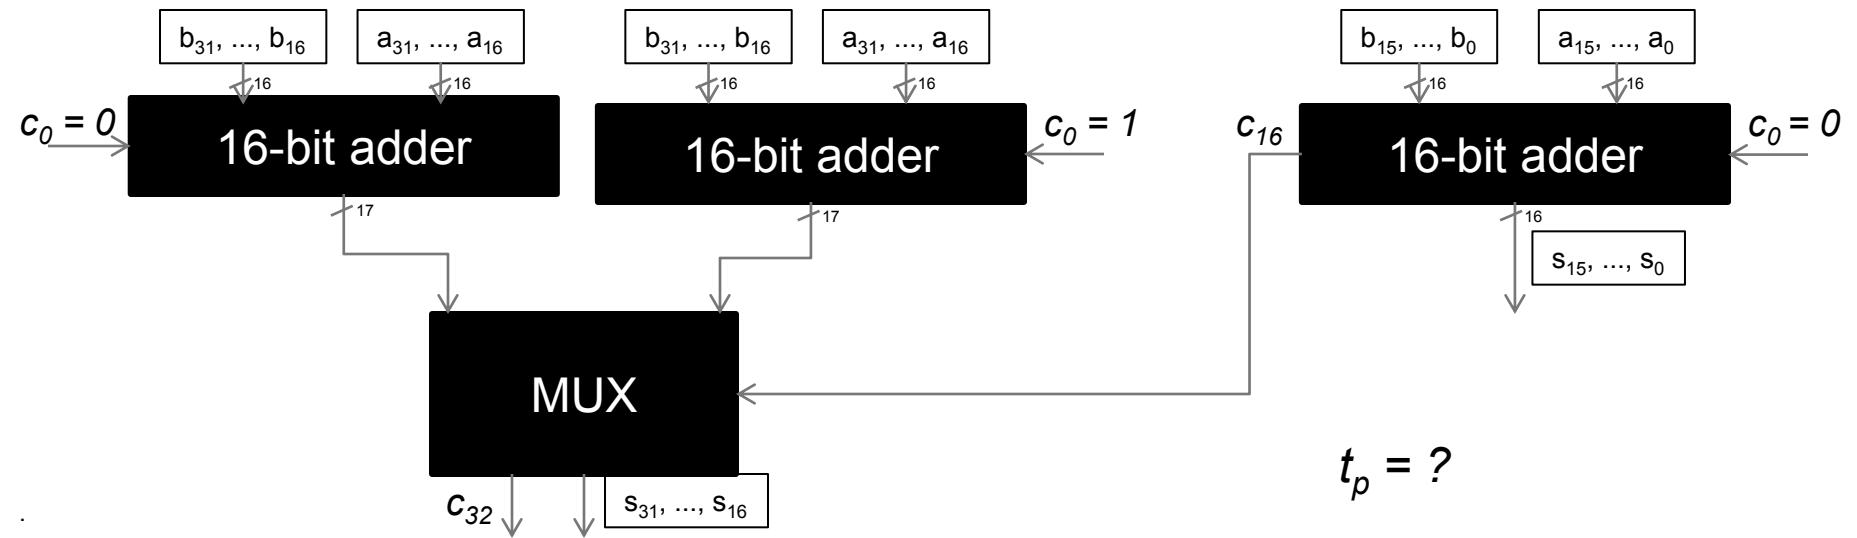 b₃₁, ..., b₁₆
a₃₁, ..., a₁₆
b₃₁, ..., b₁₆
a₃₁, ..., a₁₆
b₁₅, ..., b₀
a₁₅, ..., a₀
16
16
16
16
16
16
c₀ = 0
16-bit adder
16-bit adder
c₀ = 1
c₁₆
16-bit adder
c₀ = 0
17
17
16
s₁₅, ..., s₀
MUX
tₚ = ?
c₃₂
s₃₁, ..., s₁₆
.